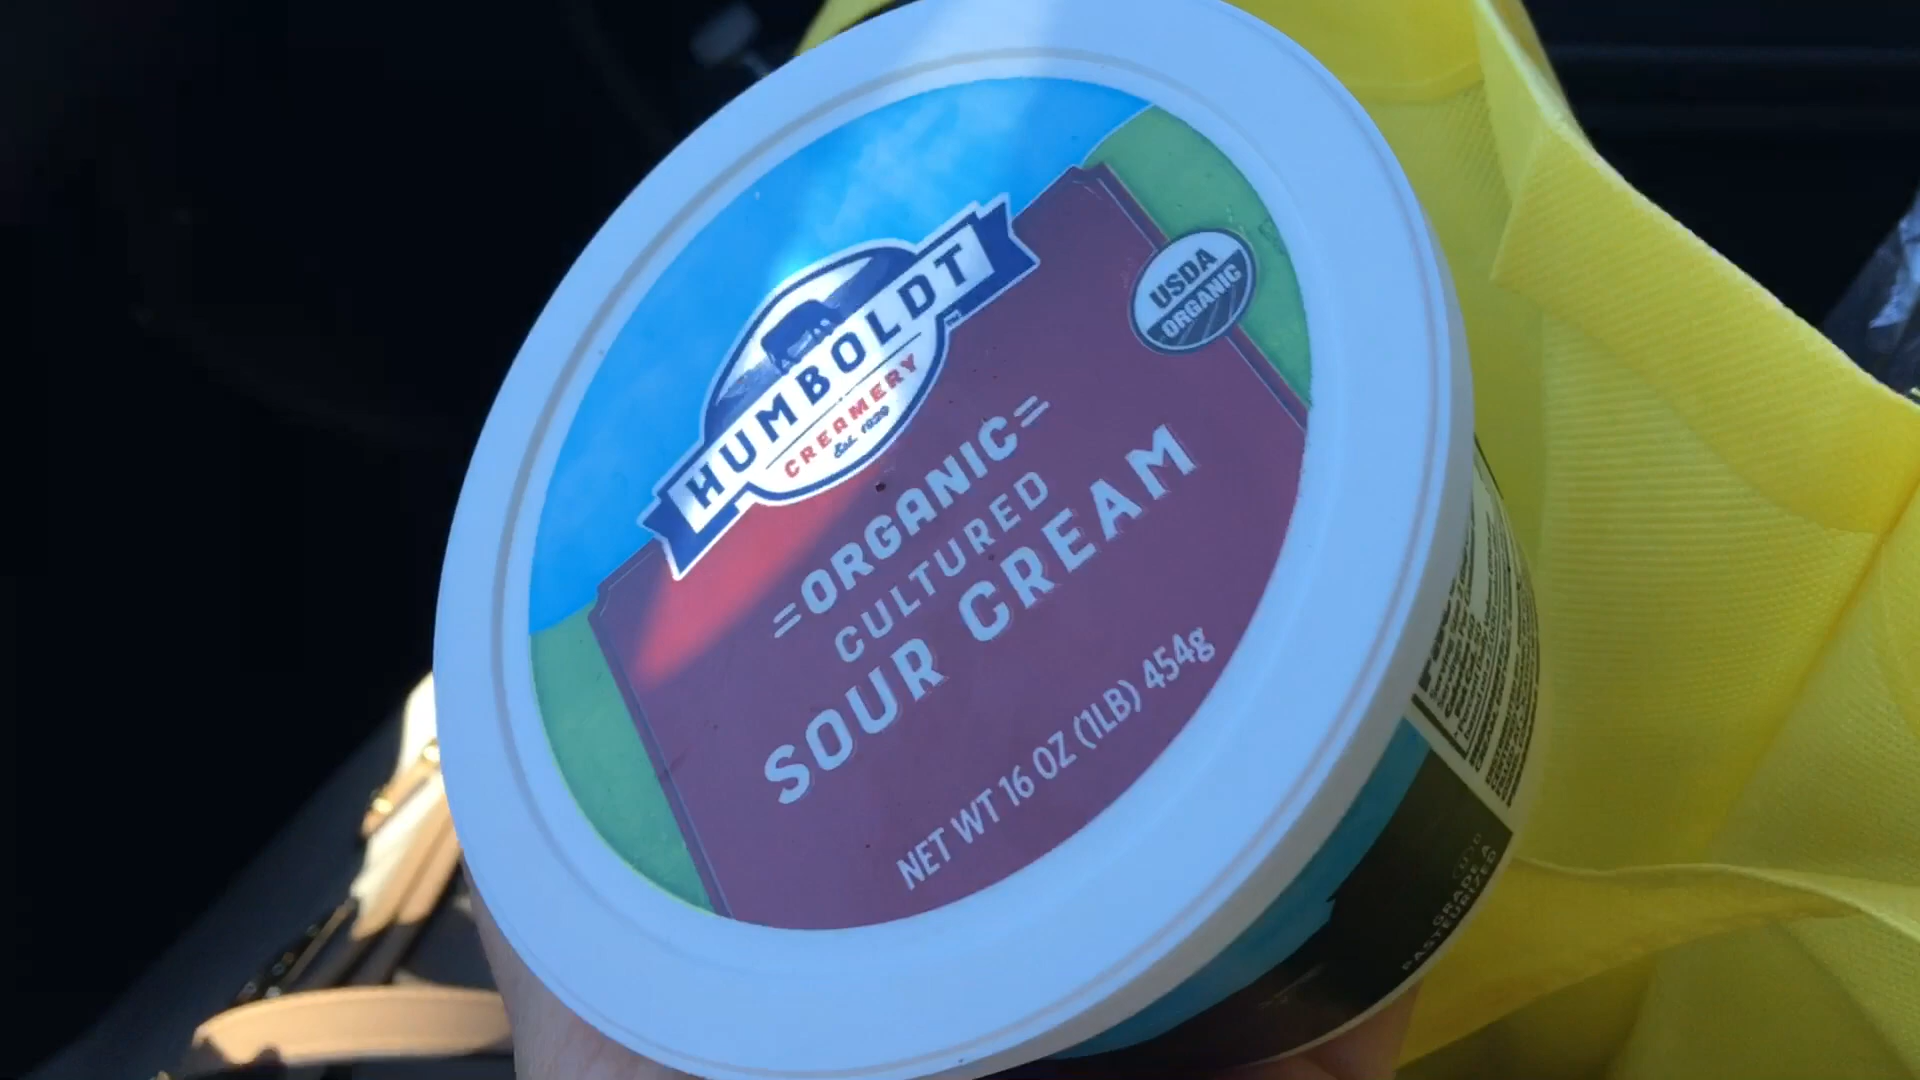 HUMBOLDT
CREAMERY
Est. 1929
USDA
ORGANIC
=ORGANIC=
CULTURED
SOUR CREAM
NET WT 16 OZ (1LB) 454g
GRADE A
PASTEURIZED